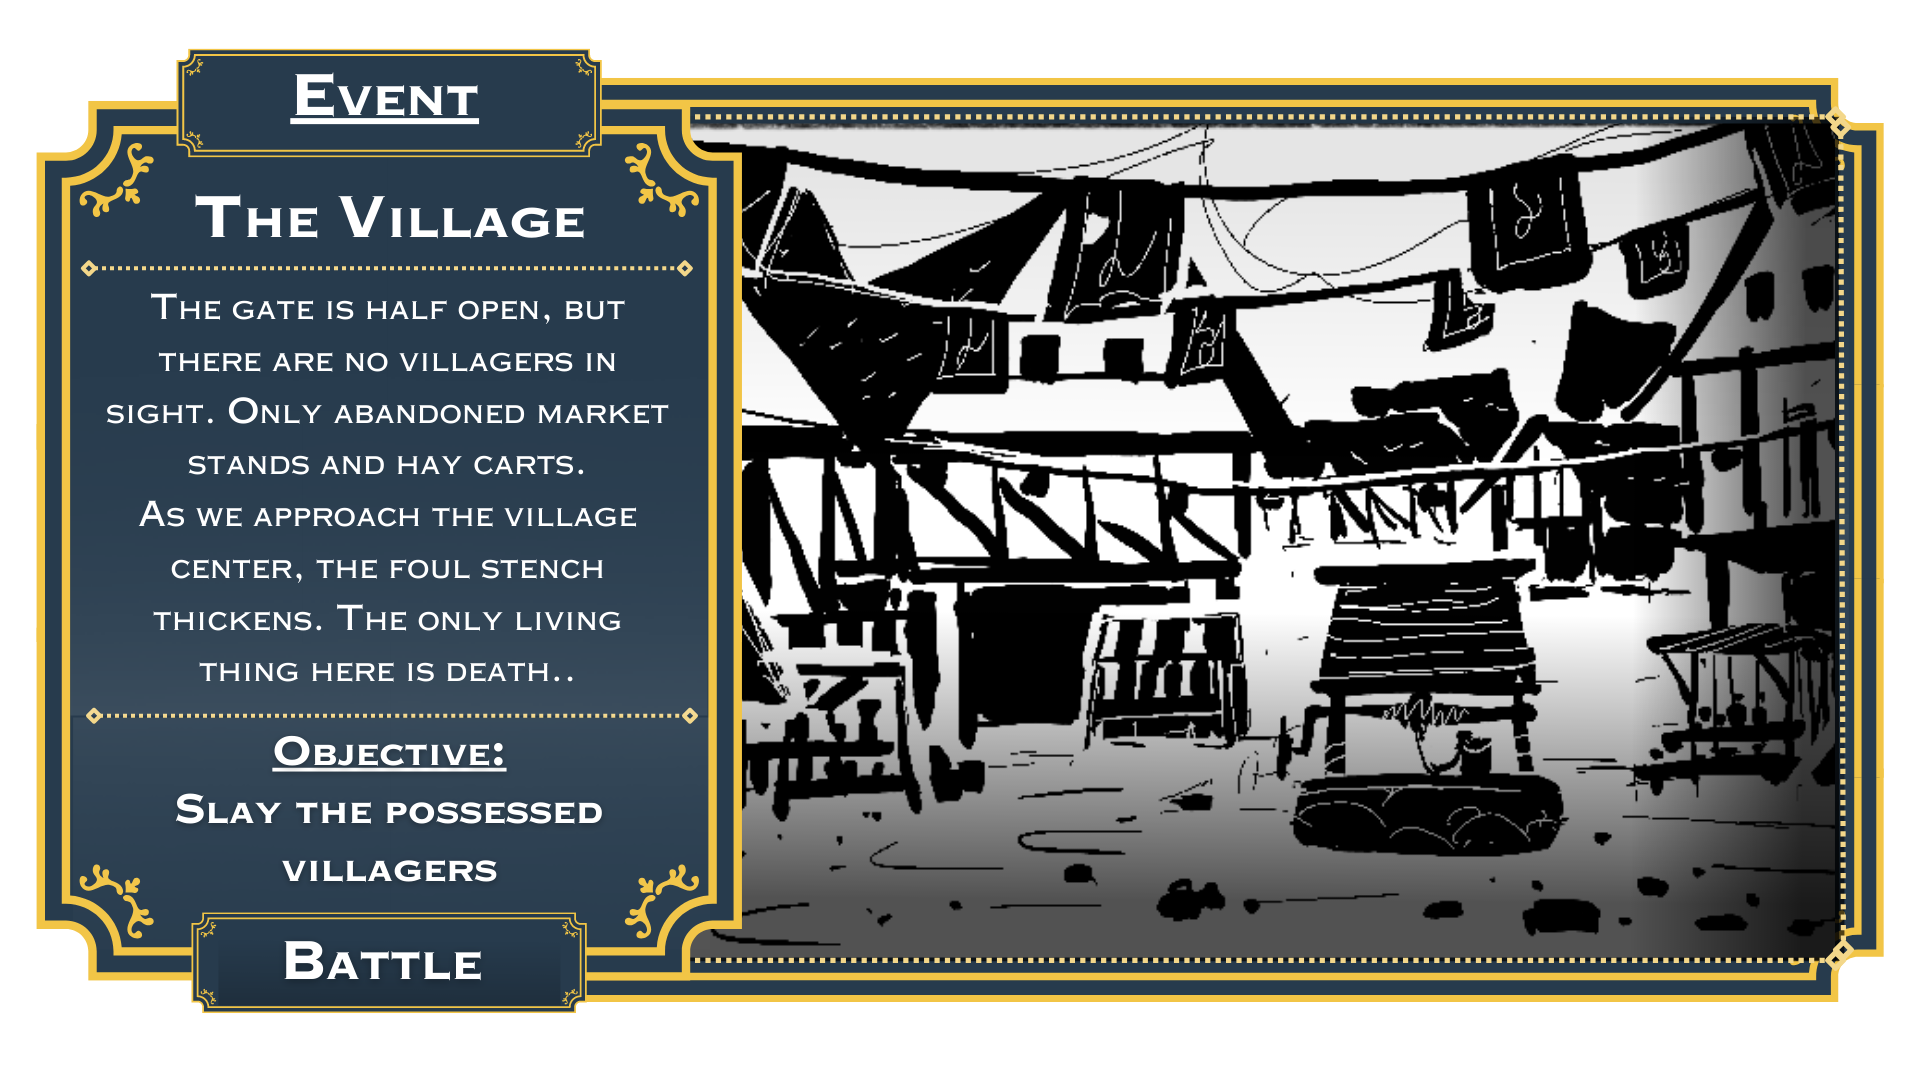 Event
The Village
The gate is half open, but
there are no villagers in
sight. Only abandoned market
stands and hay carts.
As we approach the village
center, the foul stench
thickens. The only living
thing here is death..
Objective:
Slay the possessed
villagers
Battle